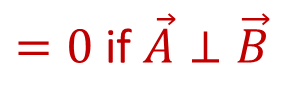 = 0 if A⃗ ⊥ B⃗